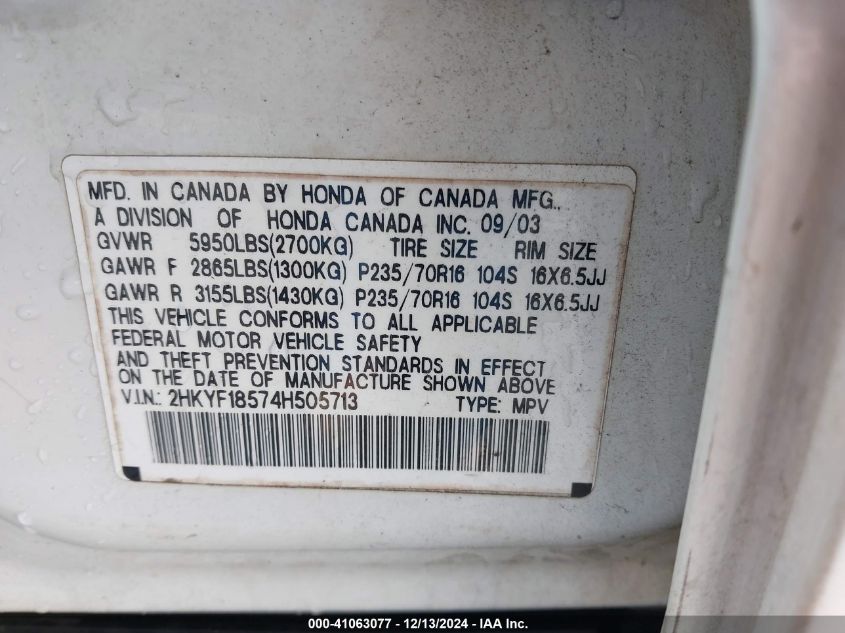 MFD. IN CANADA BY HONDA OF CANADA MFG.,
A DIVISION OF HONDA CANADA INC. 09/03
GVWR 5950LBS(2700KG) TIRE SIZE RIM SIZE
GAWR F 2865LBS(1300KG) P235/70R16 104S 16X6.5JJ
GAWR R 3155LBS(1430KG) P235/70R16 104S 16X6.5JJ
THIS VEHICLE CONFORMS TO ALL APPLICABLE
FEDERAL MOTOR VEHICLE SAFETY
AND THEFT PREVENTION STANDARDS IN EFFECT
ON THE DATE OF MANUFACTURE SHOWN ABOVE
V.I.N.: 2HKYF18574H505713 TYPE: MPV
000-41063077 - 12/13/2024 - IAA Inc.